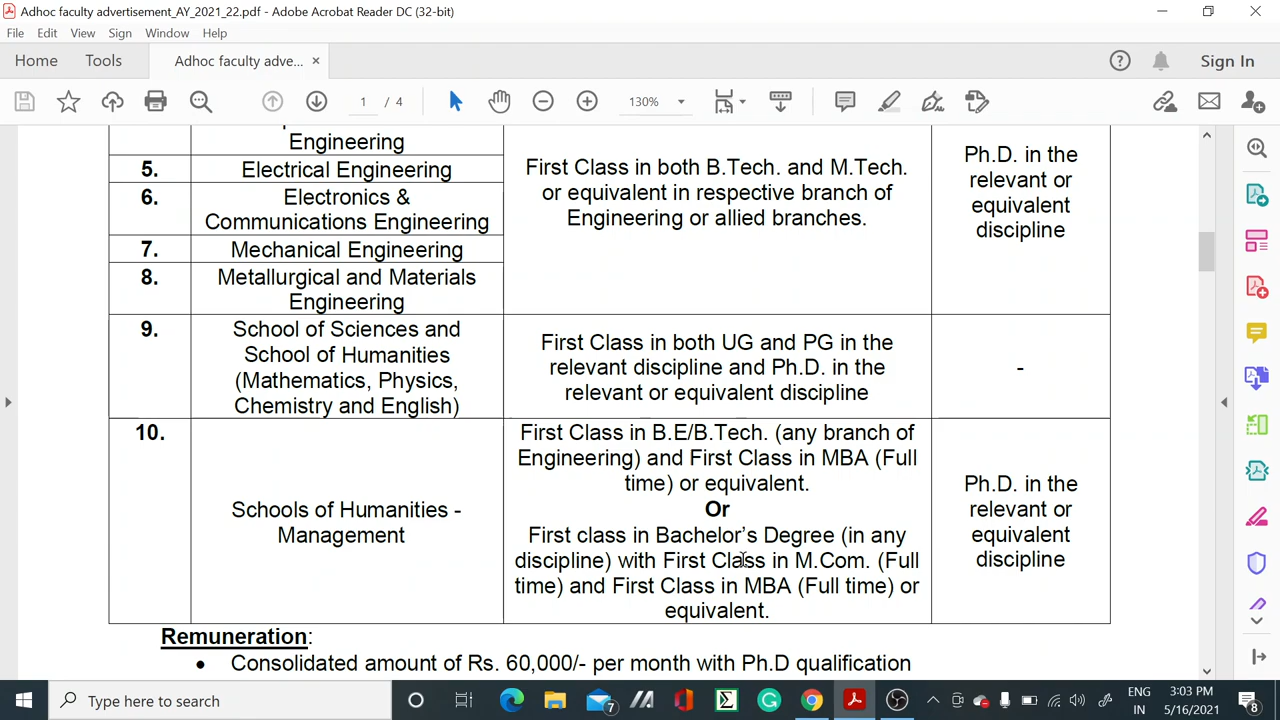 Adhoc faculty advertisement_AY_2021_22.pdf - Adobe Acrobat Reader DC (32-bit)
File Edit View Sign Window Help
Home Tools Adhoc faculty adve... × Sign In
1 / 4 130%
Engineering
5. Electrical Engineering
6. Electronics &
Communications Engineering
7. Mechanical Engineering
8. Metallurgical and Materials
Engineering
First Class in both B.Tech. and M.Tech.
or equivalent in respective branch of
Engineering or allied branches.
Ph.D. in the
relevant or
equivalent
discipline
9. School of Sciences and
School of Humanities
(Mathematics, Physics,
Chemistry and English)
First Class in both UG and PG in the
relevant discipline and Ph.D. in the
relevant or equivalent discipline
-
10. Schools of Humanities -
Management
First Class in B.E/B.Tech. (any branch of
Engineering) and First Class in MBA (Full
time) or equivalent.
Or
First class in Bachelor's Degree (in any
discipline) with First Class in M.Com. (Full
time) and First Class in MBA (Full time) or
equivalent.
Ph.D. in the
relevant or
equivalent
discipline
Remuneration:
• Consolidated amount of Rs. 60,000/- per month with Ph.D qualification
Type here to search
7
ENG
IN
3:03 PM
5/16/2021
8